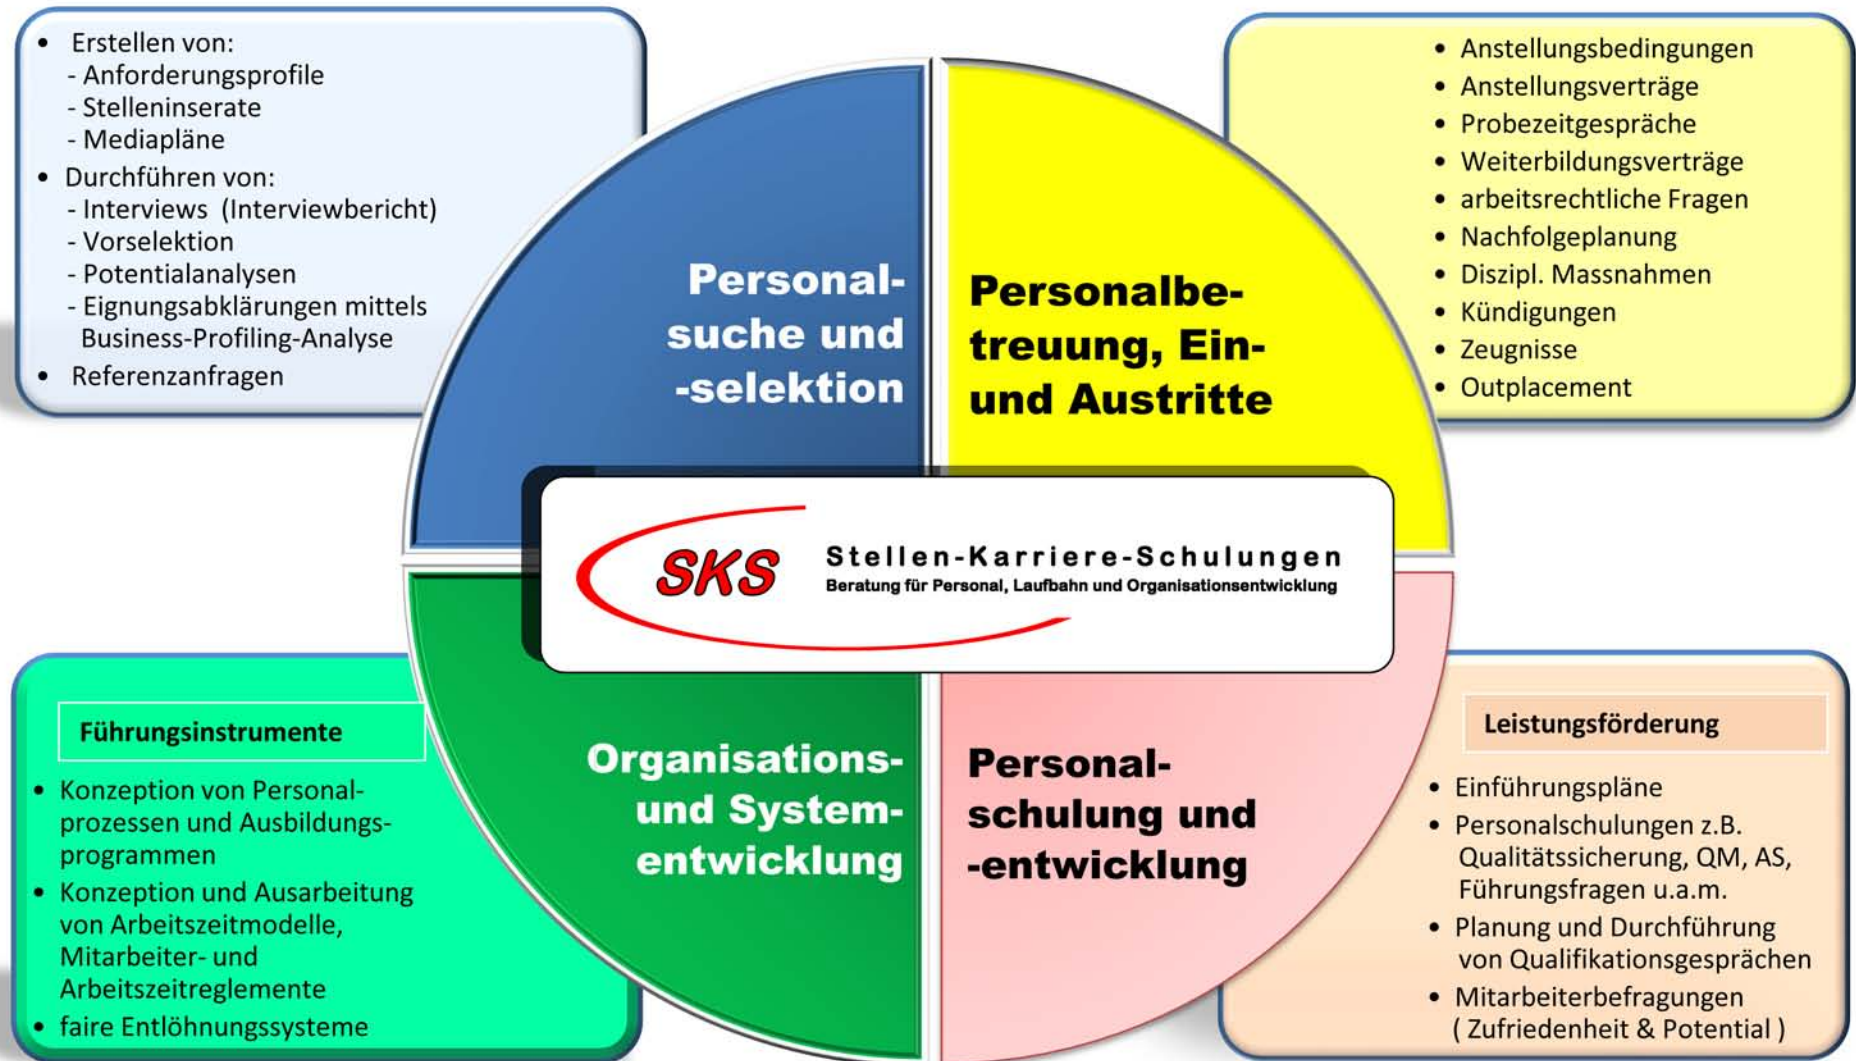 • Erstellen von:
- Anforderungsprofile
- Stelleninserate
- Mediapläne
• Durchführen von:
- Interviews (Interviewbericht)
- Vorselektion
- Potentialanalysen
- Eignungsabklärungen mittels
Business-Profiling-Analyse
• Referenzanfragen
Personal-
suche und
-selektion
Personalbe-
treuung, Ein-
und Austritte
• Anstellungsbedingungen
• Anstellungsverträge
• Probezeitgespräche
• Weiterbildungsverträge
• arbeitsrechtliche Fragen
• Nachfolgeplanung
• Diszipl. Massnahmen
• Kündigungen
• Zeugnisse
• Outplacement
SKS
Stellen-Karriere-Schulungen
Beratung für Personal, Laufbahn und Organisationsentwicklung
Führungsinstrumente
• Konzeption von Personal-
prozessen und Ausbildungs-
programmen
• Konzeption und Ausarbeitung
von Arbeitszeitmodelle,
Mitarbeiter- und
Arbeitszeitreglemente
• faire Entlöhnungssysteme
Organisations-
und System-
entwicklung
Personal-
schulung und
-entwicklung
Leistungsförderung
• Einführungspläne
• Personalschulungen z.B.
Qualitätssicherung, QM, AS,
Führungsfragen u.a.m.
• Planung und Durchführung
von Qualifikationsgesprächen
• Mitarbeiterbefragungen
( Zufriedenheit & Potential )